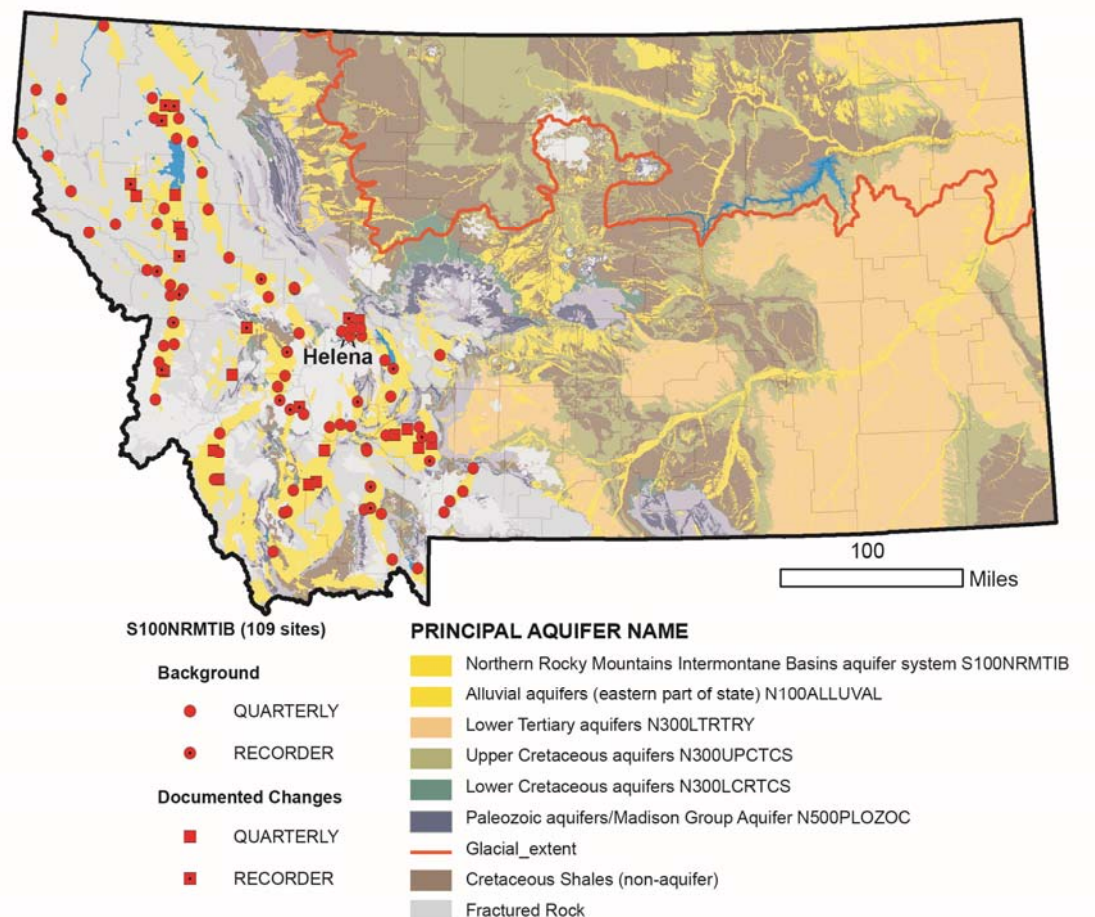 Helena
100
Miles
S100NRMTIB (109 sites)
Background
QUARTERLY
RECORDER
Documented Changes
QUARTERLY
RECORDER
PRINCIPAL AQUIFER NAME
Northern Rocky Mountains Intermontane Basins aquifer system S100NRMTIB
Alluvial aquifers (eastern part of state) N100ALLUVAL
Lower Tertiary aquifers N300LTRTRY
Upper Cretaceous aquifers N300UPCTCS
Lower Cretaceous aquifers N300LCRTCS
Paleozoic aquifers/Madison Group Aquifer N500PLOZOC
Glacial_extent
Cretaceous Shales (non-aquifer)
Fractured Rock